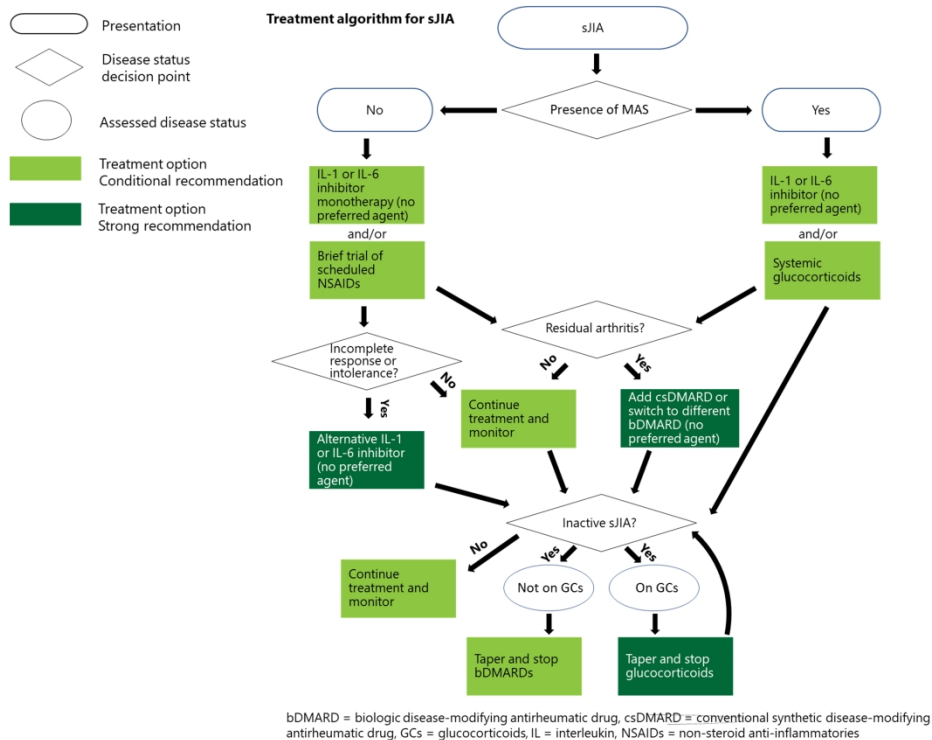 Treatment algorithm for sJIA
Presentation
Disease status
decision point
Assessed disease status
Treatment option
Conditional recommendation
Treatment option
Strong recommendation
sJIA
Presence of MAS
No
Yes
IL-1 or IL-6
inhibitor
monotherapy (no
preferred agent)
and/or
Brief trial of
scheduled
NSAIDs
IL-1 or IL-6
inhibitor (no
preferred agent)
and/or
Systemic
glucocorticoids
Residual arthritis?
Incomplete
response or
intolerance?
No
Yes
No
Yes
Continue
treatment and
monitor
Add csDMARD or
switch to different
bDMARD (no
preferred agent)
Alternative IL-1
or IL-6 inhibitor
(no preferred
agent)
Inactive sJIA?
No
Yes
Yes
Continue
treatment and
monitor
Not on GCs
On GCs
Taper and stop
bDMARDs
Taper and stop
glucocorticoids
bDMARD = biologic disease-modifying antirheumatic drug, csDMARD = conventional synthetic disease-modifying
antirheumatic drug, GCs = glucocorticoids, IL = interleukin, NSAIDs = non-steroid anti-inflammatories